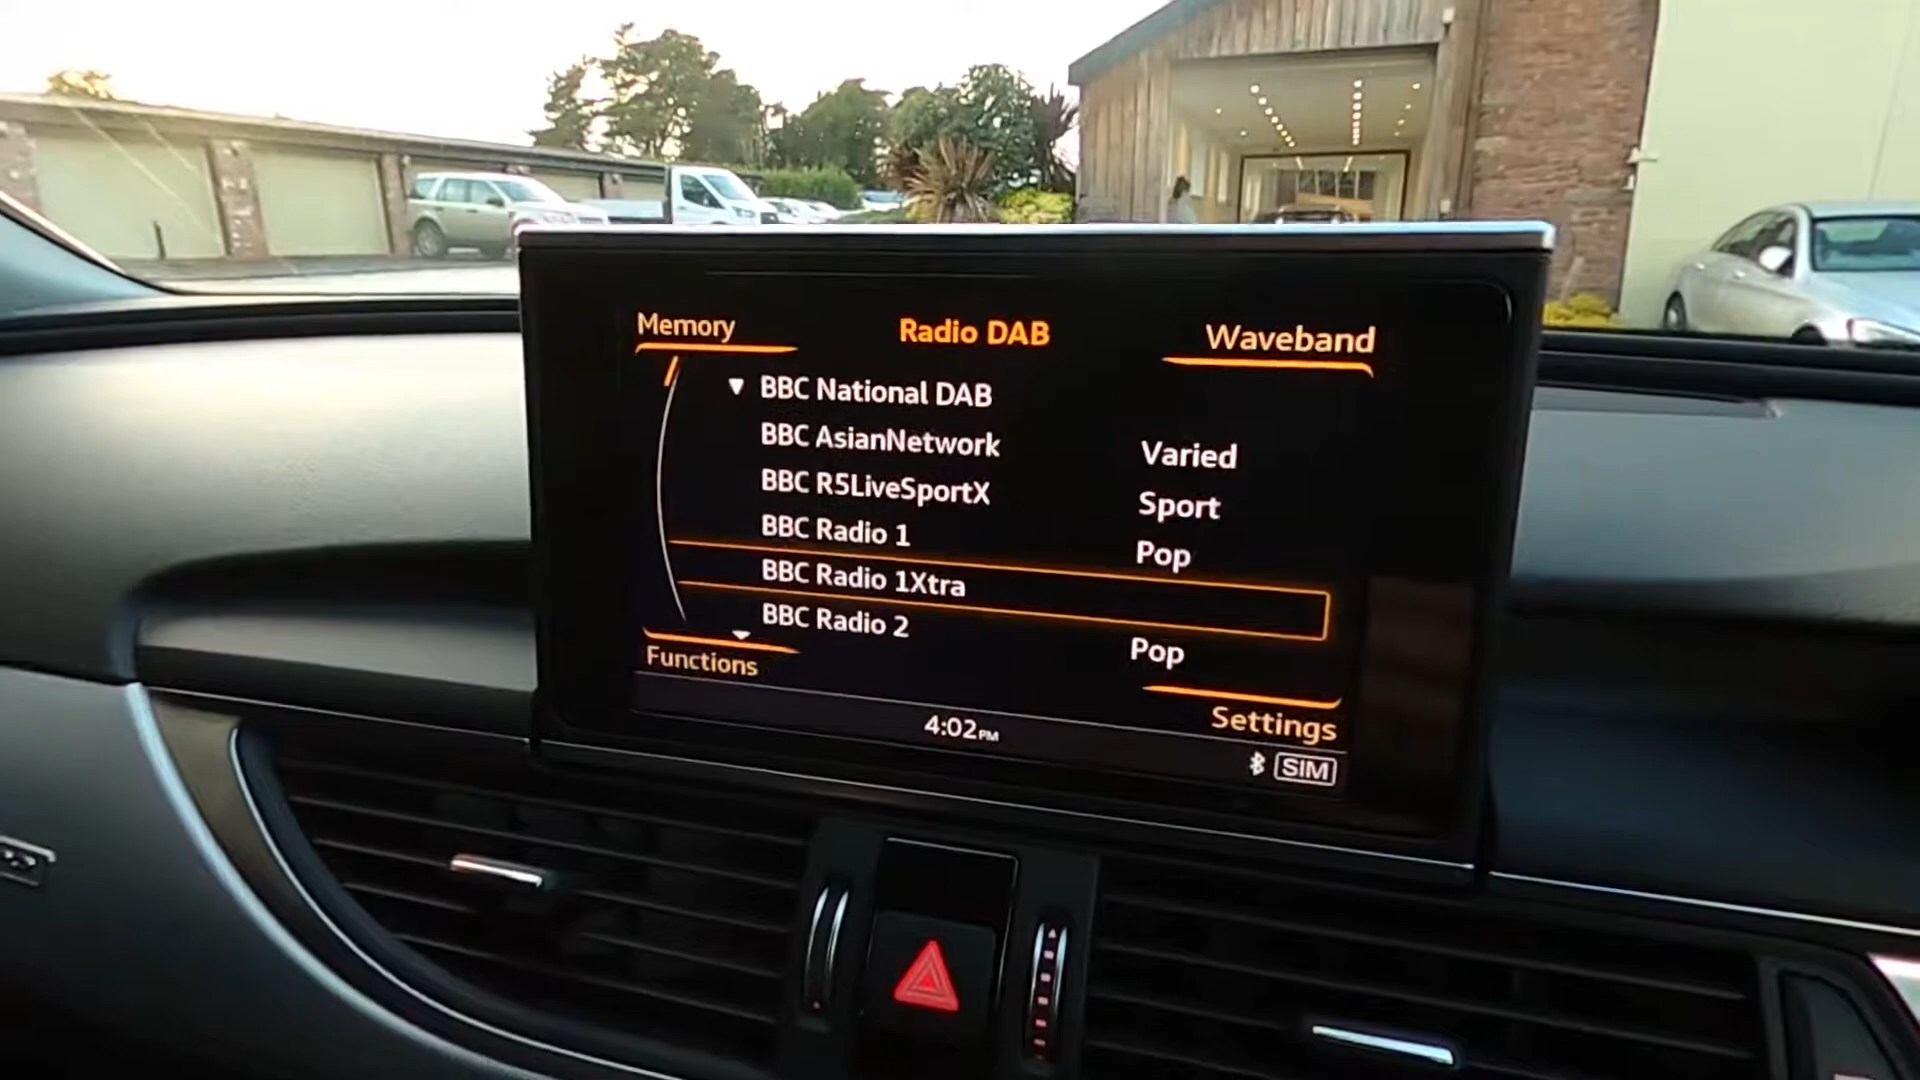 Memory Radio DAB Waveband
BBC National DAB
BBC AsianNetwork Varied
BBC R5LiveSportX Sport
BBC Radio 1 Pop
BBC Radio 1Xtra
BBC Radio 2 Pop
Functions Settings
4:02PM
SIM